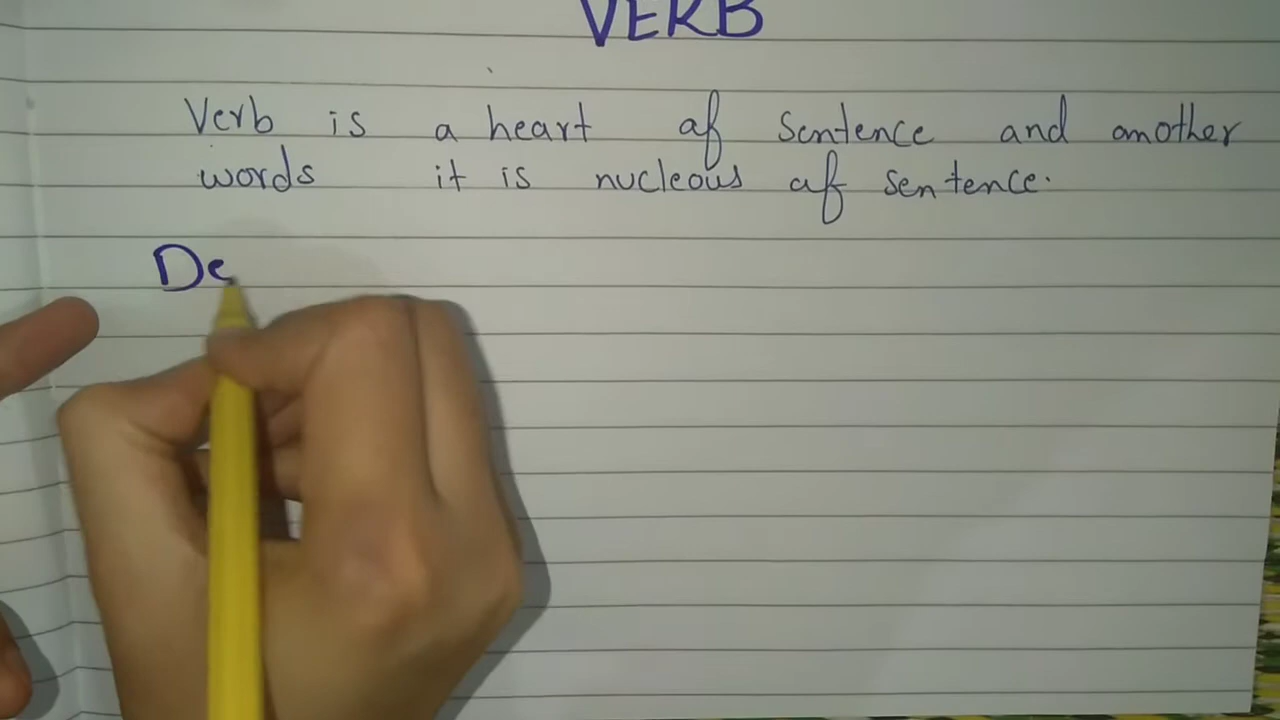 VERB
Verb is a heart af Sentence and another
words it is nucleous af sentence.
De